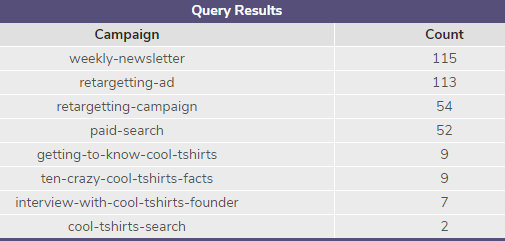 Query Results
Campaign Count
weekly-newsletter 115
retargetting-ad 113
retargetting-campaign 54
paid-search 52
getting-to-know-cool-tshirts 9
ten-crazy-cool-tshirts-facts 9
interview-with-cool-tshirts-founder 7
cool-tshirts-search 2